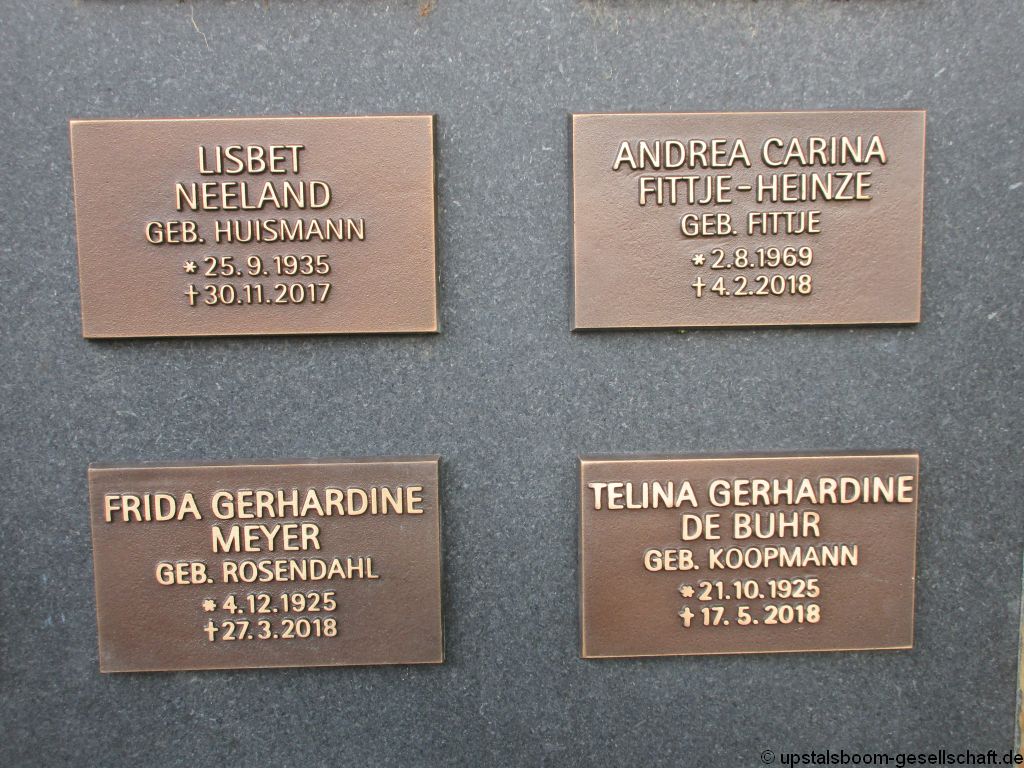 LISBET
NEELAND
GEB. HUISMANN
* 25.9.1935
† 30.11.2017
ANDREA CARINA
FITTJE-HEINZE
GEB. FITTJE
* 2.8.1969
† 4.2.2018
FRIDA GERHARDINE
MEYER
GEB. ROSENDAHL
* 4.12.1925
† 27.3.2018
TELINA GERHARDINE
DE BUHR
GEB. KOOPMANN
* 21.10.1925
† 17.5.2018
© upstalsboom-gesellschaft.de